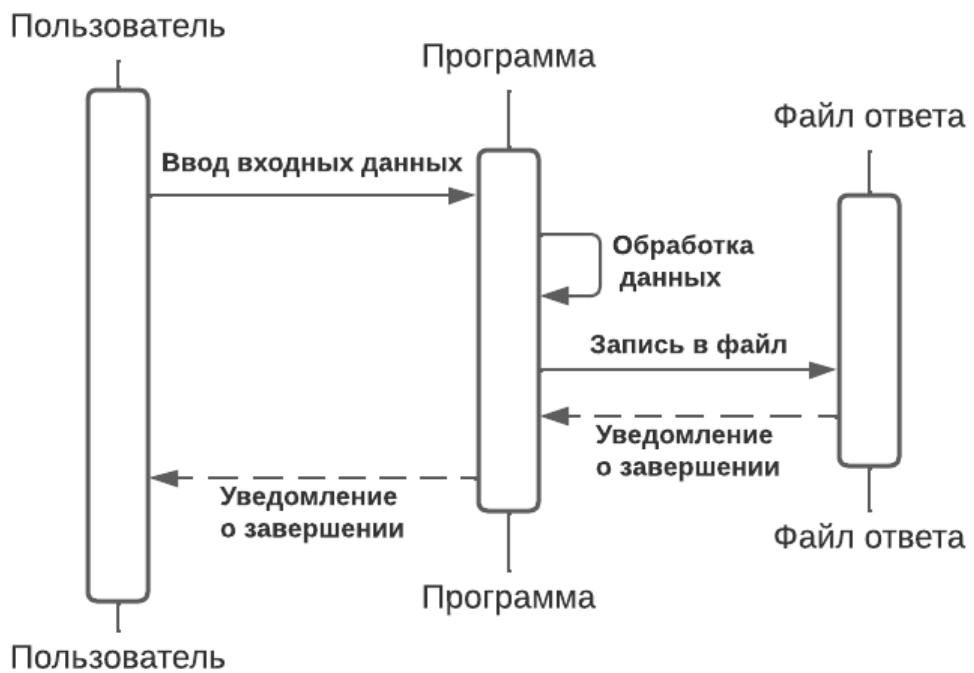 Пользователь
Программа
Файл ответа
Ввод входных данных
Обработка
данных
Запись в файл
Уведомление
о завершении
Уведомление
о завершении
Файл ответа
Программа
Пользователь